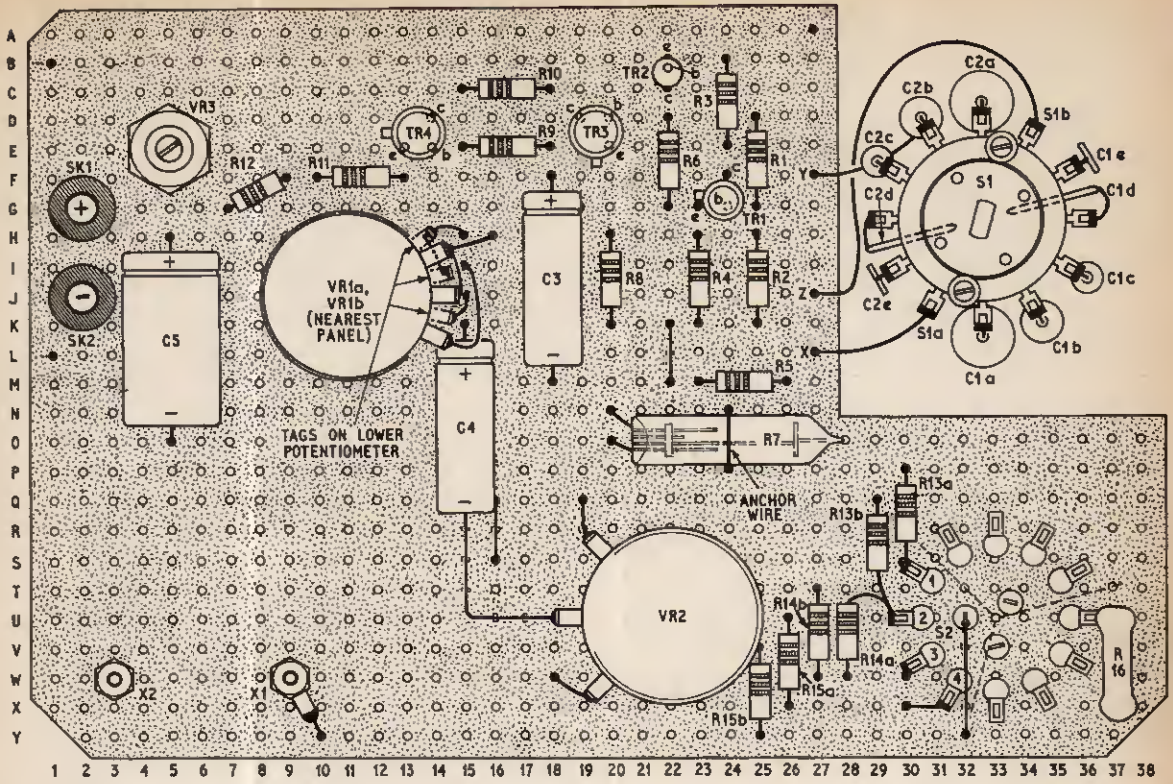 A
B
C
D
E
F
G
H
I
J
K
L
M
N
O
P
Q
R
S
T
U
V
W
X
Y
1 2 3 4 5 6 7 8 9 10 11 12 13 14 15 16 17 18 19 20 21 22 23 24 25 26 27 28 29 30 31 32 33 34 35 36 37 38
VR3
SK1
+
SK2
−
R12
R11
TR4
c
e
b
R10
R9
TR3
c
b
e
TR2
e
b
c
R3
R6
R1
c
b
e
TR1
Y
Z
X
C5
+
−
VR1a,
VR1b
(NEAREST
PANEL)
TAGS ON LOWER
POTENTIOMETER
C4
+
−
C3
+
−
R8
R4
R2
R5
R7
ANCHOR
WIRE
C2a
C2b
C2c
C2d
C2e
S1b
C1e
C1d
C1c
C1b
C1a
S1a
S1
R13a
R13b
R14b
R14a
R15a
R15b
VR2
1
2
3
4
S2
R
16
X2
X1